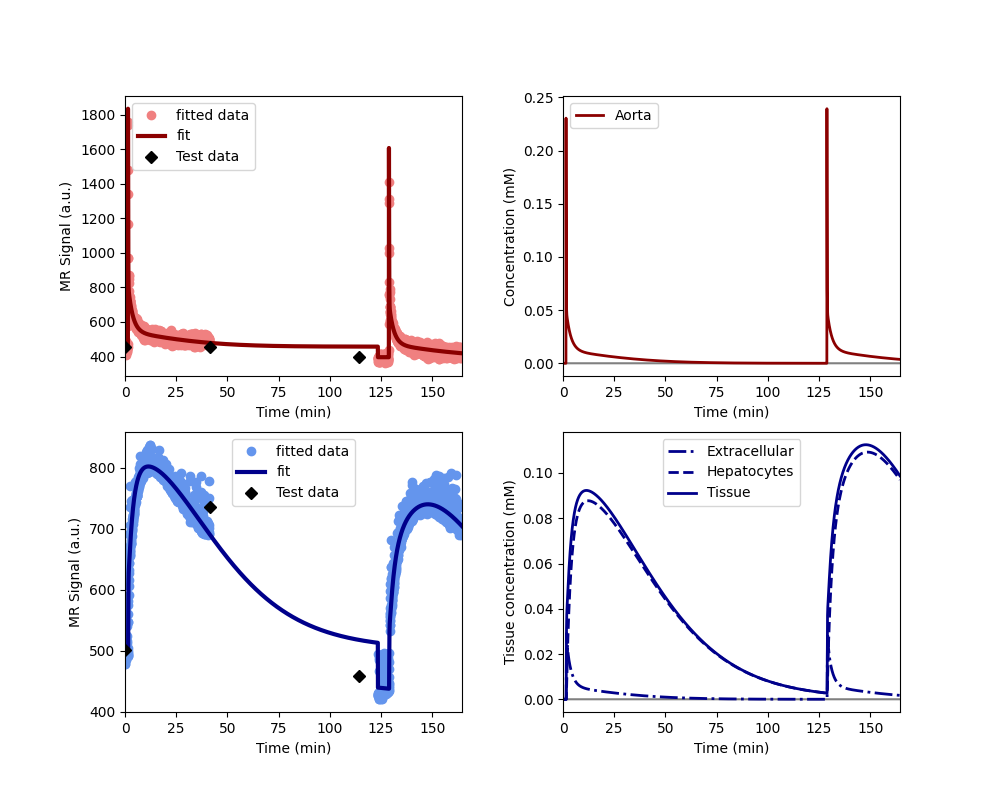 fitted data
fit
Test data
1800
1600
1400
1200
1000
800
600
400
MR Signal (a.u.)
0 25 50 75 100 125 150
Time (min)
Aorta
0.25
0.20
0.15
0.10
0.05
0.00
Concentration (mM)
0 25 50 75 100 125 150
Time (min)
fitted data
fit
Test data
800
700
600
500
400
MR Signal (a.u.)
0 25 50 75 100 125 150
Time (min)
Extracellular
Hepatocytes
Tissue
0.10
0.08
0.06
0.04
0.02
0.00
Tissue concentration (mM)
0 25 50 75 100 125 150
Time (min)